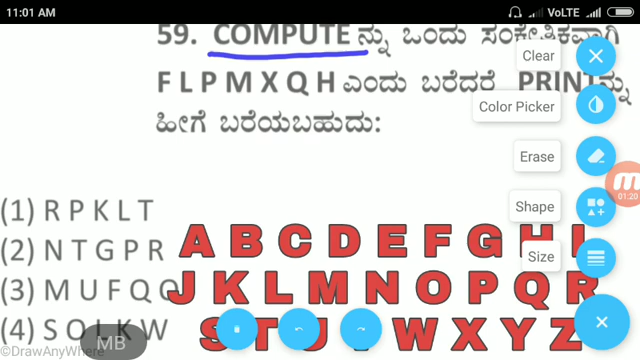 11:01 AM VoLTE
59. COMPUTE ನ್ನು ಒಂದು ಸಂಕೇತಿಕವಾಗಿ
Clear
F L P M X Q H ಎಂದು ಬರೆದರೆ PRINT ನ್ನು
Color Picker
ಹೀಗೆ ಬರೆಯಬಹುದು:
Erase
01:20
(1) R P K L T
Shape
(2) N T G P R
A B C D E F G H I
Size
(3) M U F Q O
J K L M N O P Q R
(4) S O L K W
S T U W X Y Z
MB
©DrawAnyWhere